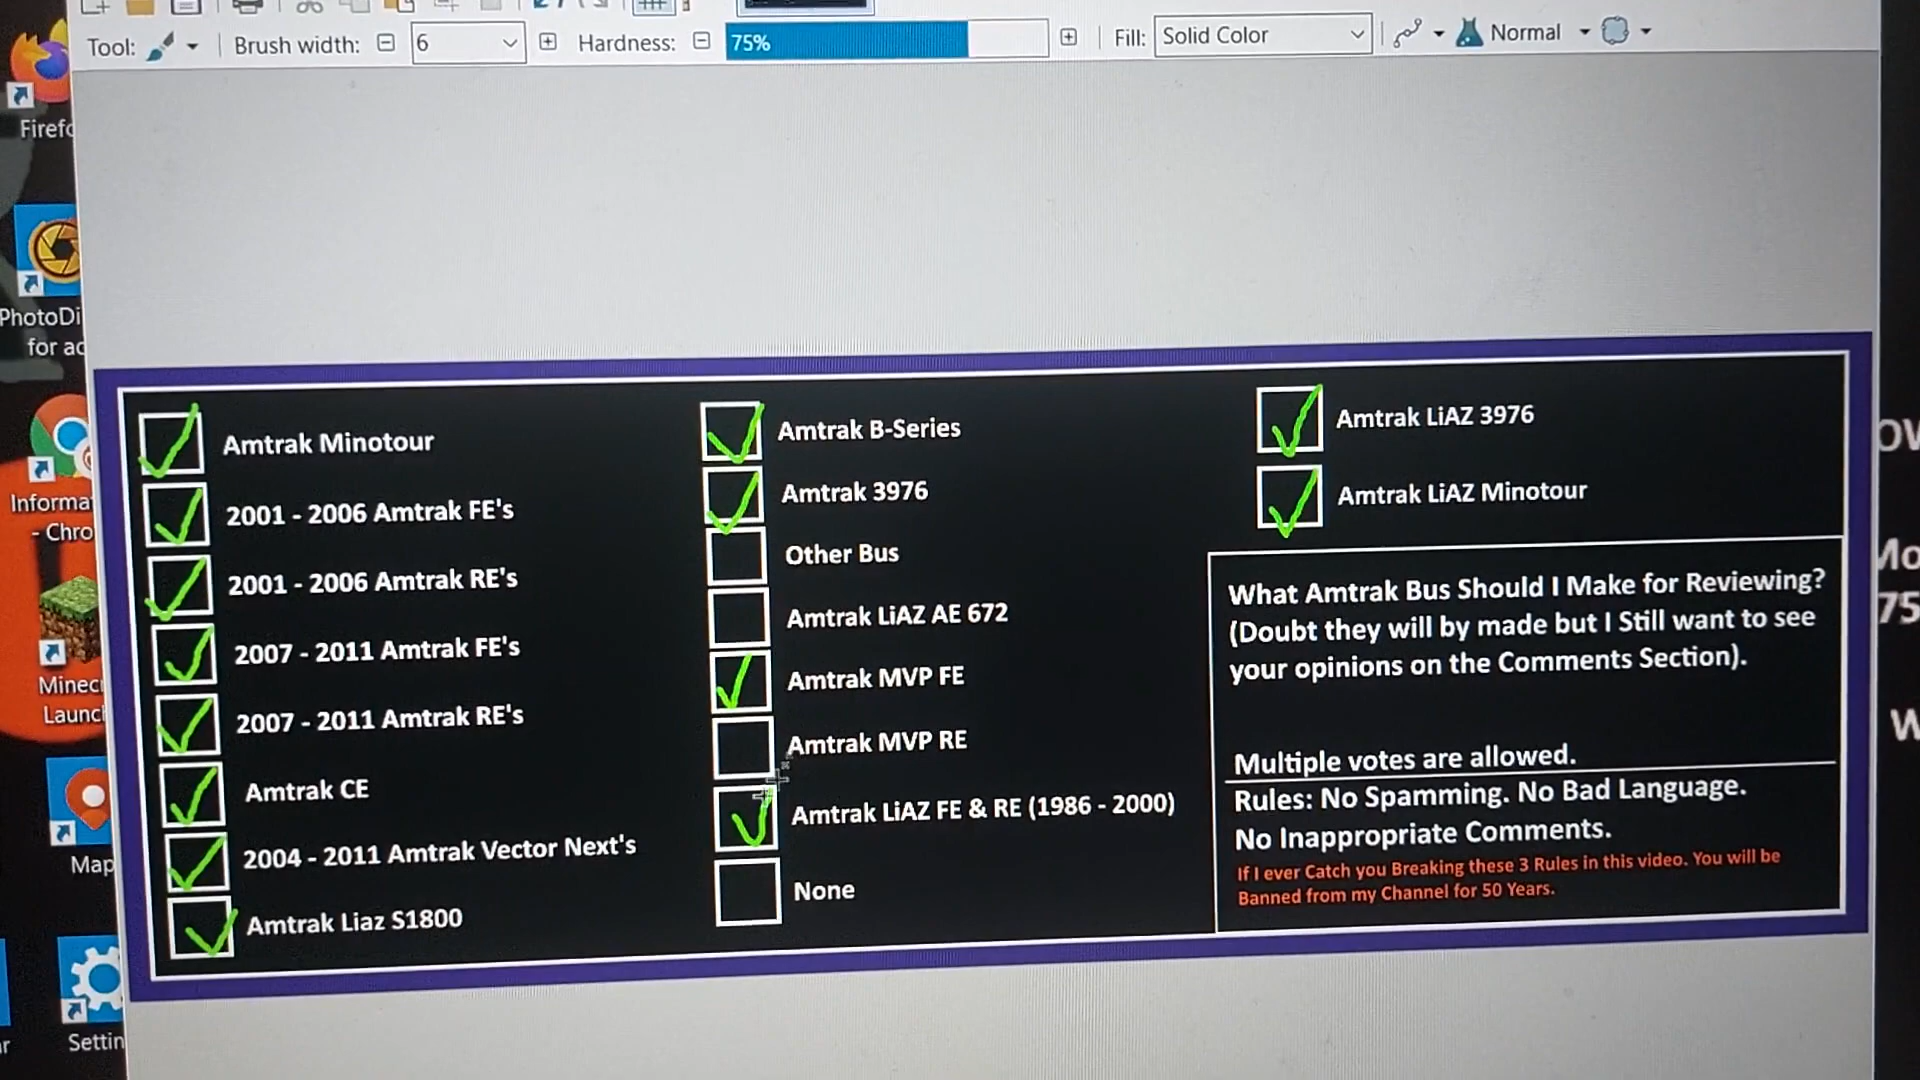 Tool:
Brush width:
6
Hardness:
75%
Fill:
Solid Color
Normal
PhotoDi
for
Informa
- Chro
Minec
Launc
Map
Settin
Amtrak Minotour
2001 - 2006 Amtrak FE's
2001 - 2006 Amtrak RE's
2007 - 2011 Amtrak FE's
2007 - 2011 Amtrak RE's
Amtrak CE
2004 - 2011 Amtrak Vector Next's
Amtrak Liaz S1800
Amtrak B-Series
Amtrak 3976
Other Bus
Amtrak LiAZ AE 672
Amtrak MVP FE
Amtrak MVP RE
Amtrak LiAZ FE & RE (1986 - 2000)
None
Amtrak LiAZ 3976
Amtrak LiAZ Minotour
What Amtrak Bus Should I Make for Reviewing?
(Doubt they will by made but I Still want to see
your opinions on the Comments Section).
Multiple votes are allowed.
Rules: No Spamming. No Bad Language.
No Inappropriate Comments.
If I ever Catch you Breaking these 3 Rules in this video. You will be
Banned from my Channel for 50 Years.
75